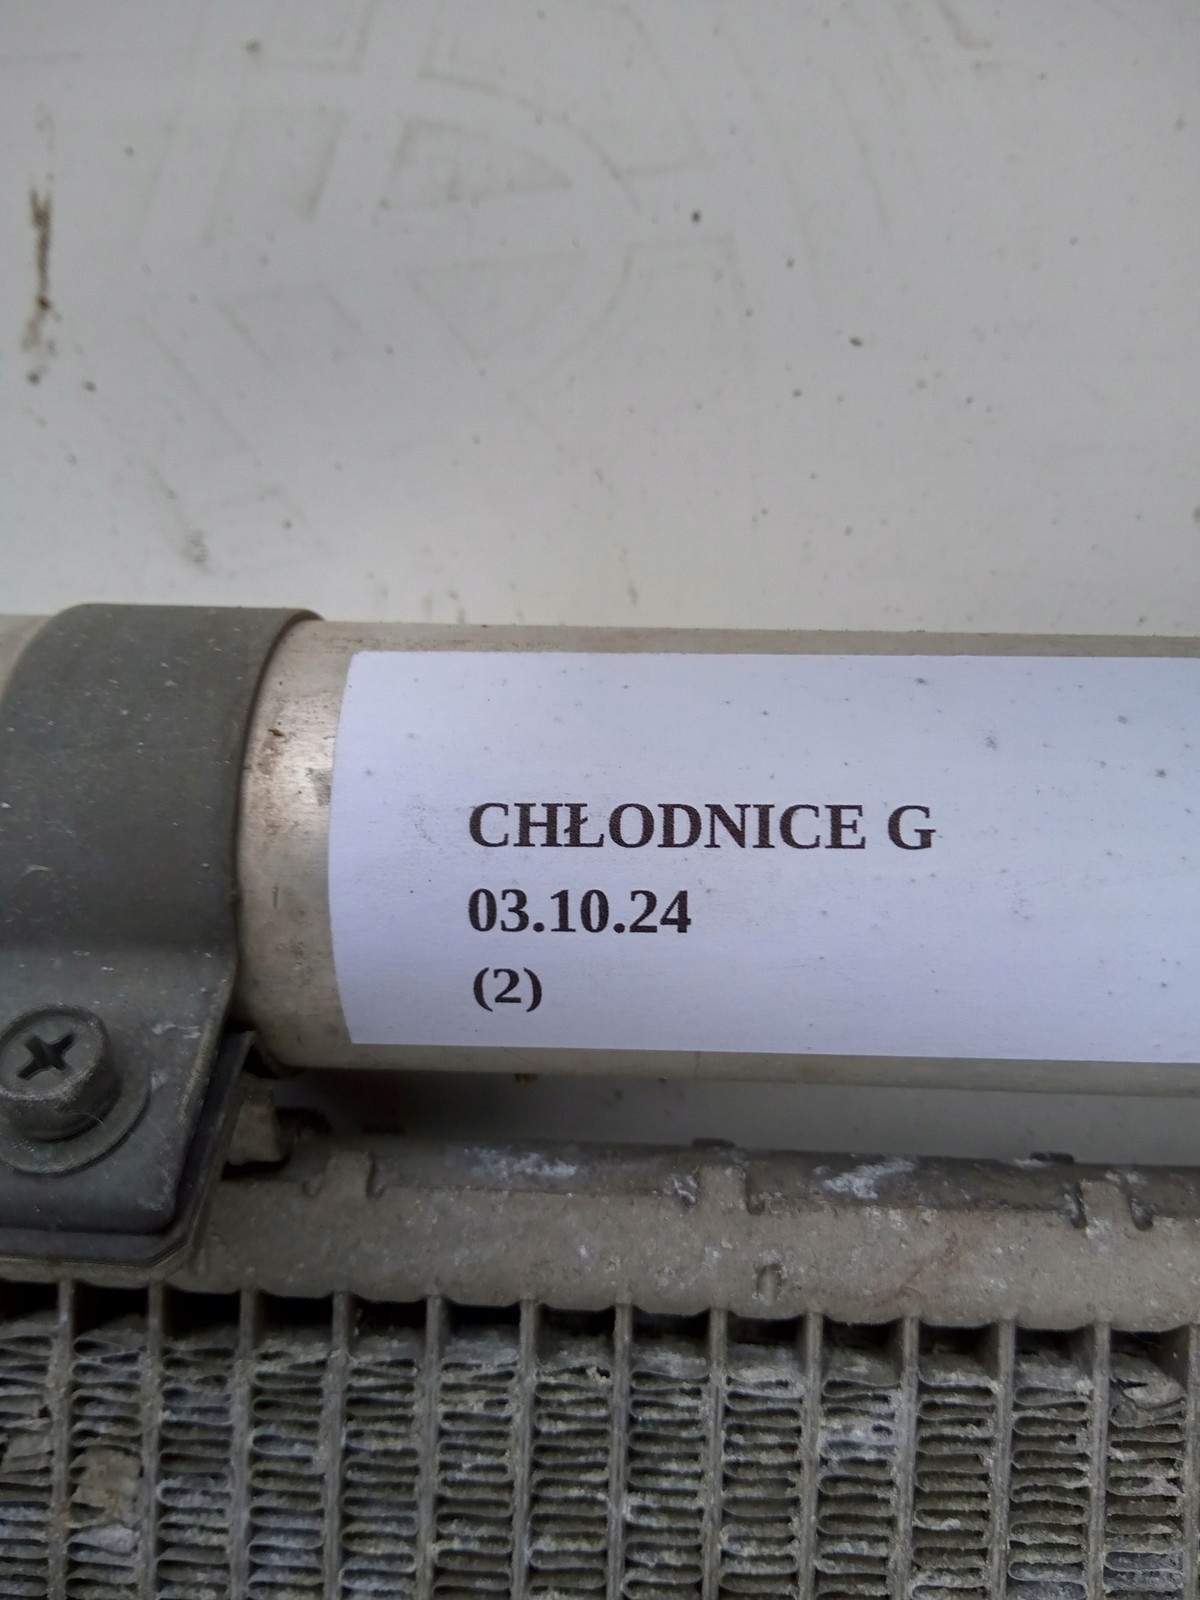 CHŁODNICE G
03.10.24
(2)